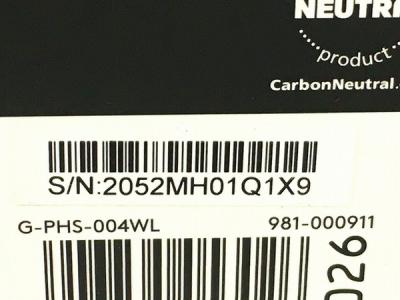 NEUTRA
product
CarbonNeutral.
S/N:2052MH01Q1X9
G-PHS-004WL
981-000911
026